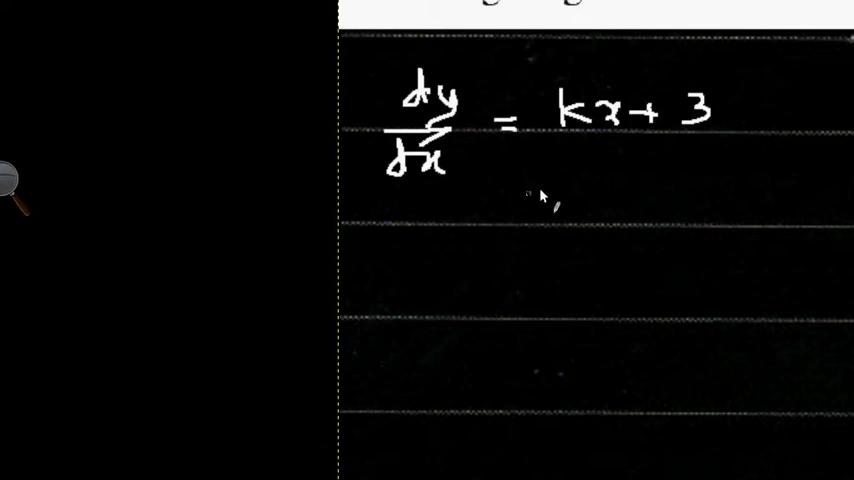 dy/dx = kx + 3